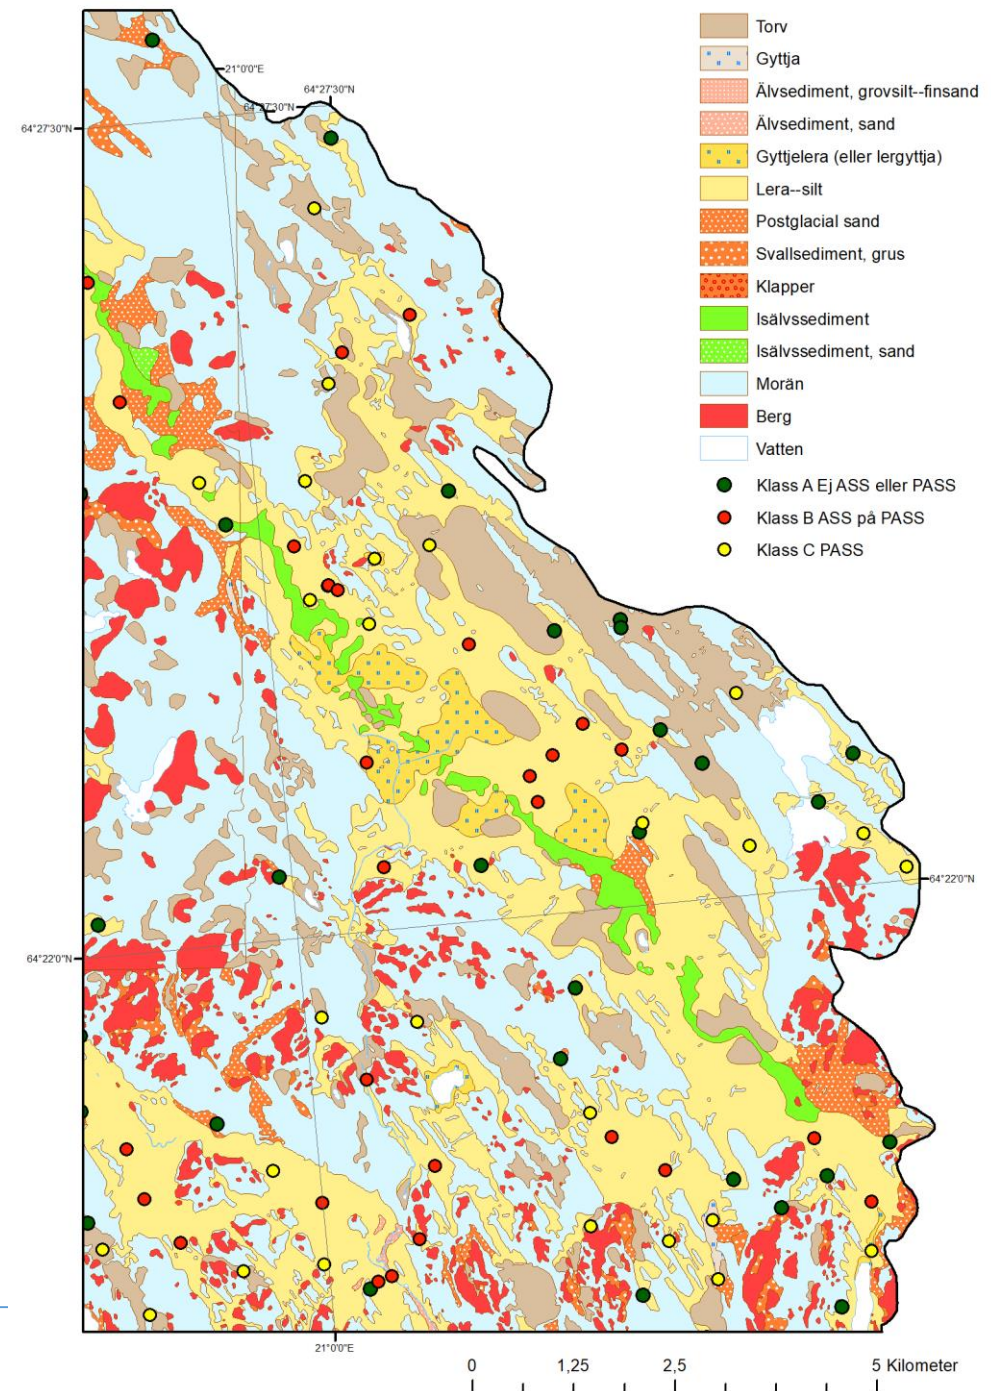 Torv
Gyttja
Älvsediment, grovsilt--finsand
Älvsediment, sand
Gyttjelera (eller lergyttja)
Lera--silt
Postglacial sand
Svallsediment, grus
Klapper
Isälvssediment
Isälvssediment, sand
Morän
Berg
Vatten
Klass A Ej ASS eller PASS
Klass B ASS på PASS
Klass C PASS
21°0'0"E
64°27'30"N
64°27'30"N
64°27'30"N
64°22'0"N
64°22'0"N
21°0'0"E
0 1,25 2,5 5 Kilometer